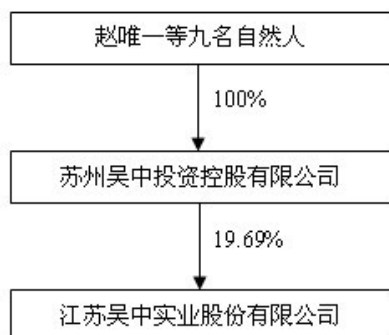 赵唯一等九名自然人
100%
苏州吴中投资控股有限公司
19.69%
江苏吴中实业股份有限公司